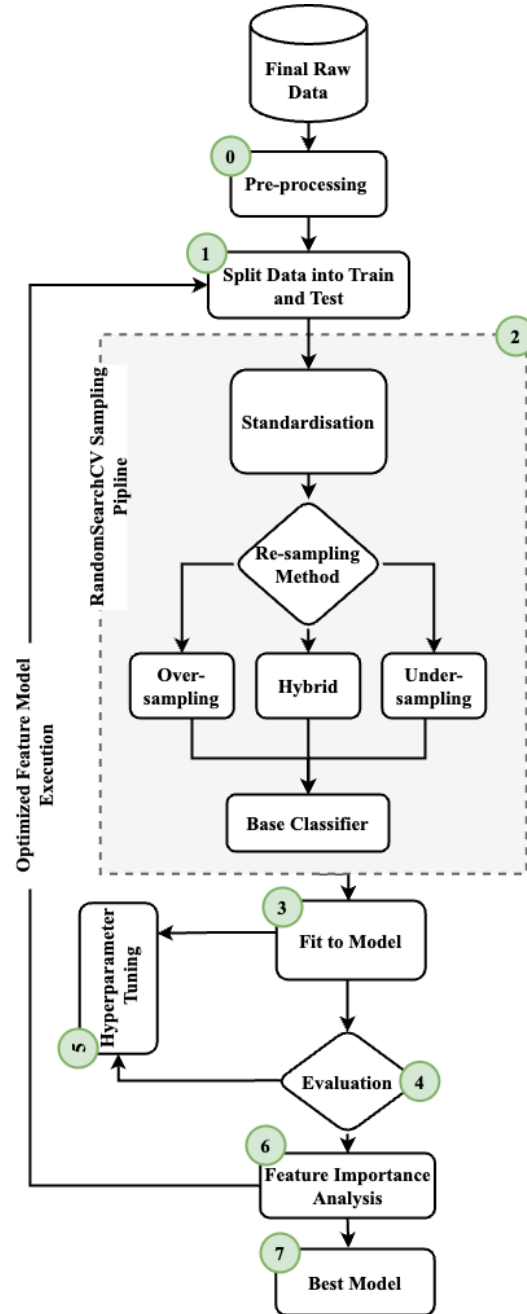 Final Raw
Data
0
Pre-processing
1
Split Data into Train
and Test
2
RandomSearchCV Sampling
Pipline
Standardisation
Re-sampling
Method
Over-
sampling
Hybrid
Under-
sampling
Base Classifier
Optimized Feature Model
Execution
3
Fit to Model
Hyperparameter
Tuning
5
Evaluation
4
6
Feature Importance
Analysis
7
Best Model